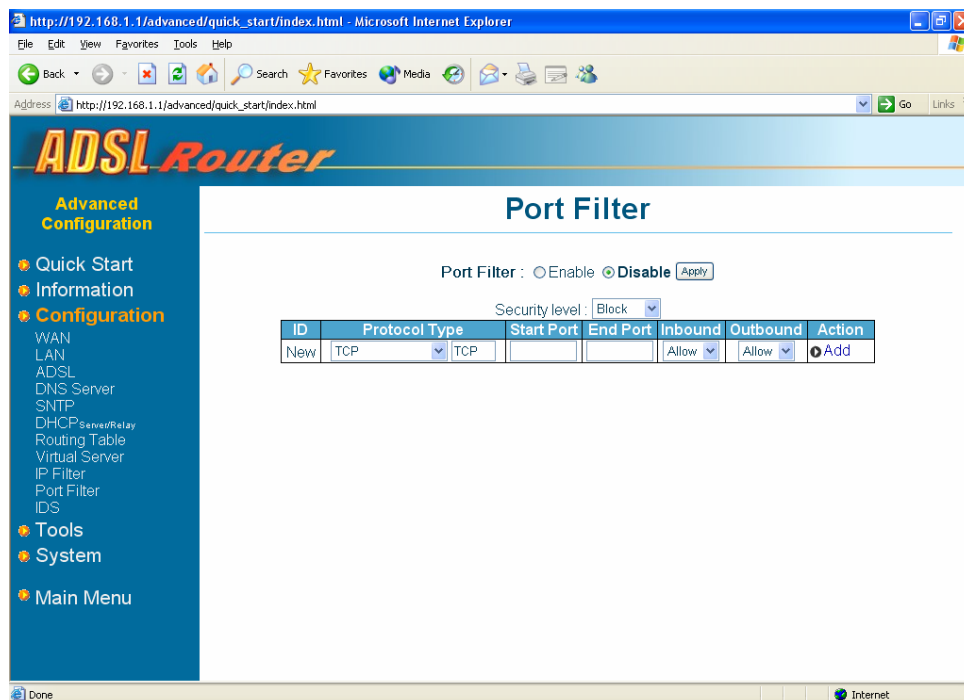 http://192.168.1.1/advanced/quick_start/index.html - Microsoft Internet Explorer
File Edit View Favorites Tools Help
Back Search Favorites Media
Address http://192.168.1.1/advanced/quick_start/index.html Go Links
ADSL Router
Advanced
Configuration
Quick Start
Information
Configuration
WAN
LAN
ADSL
DNS Server
SNTP
DHCP Server/Relay
Routing Table
Virtual Server
IP Filter
Port Filter
IDS
Tools
System
Main Menu
Port Filter
Port Filter : Enable Disable Apply
Security level : Block
ID Protocol Type Start Port End Port Inbound Outbound Action
New TCP TCP Allow Allow Add
Done Internet